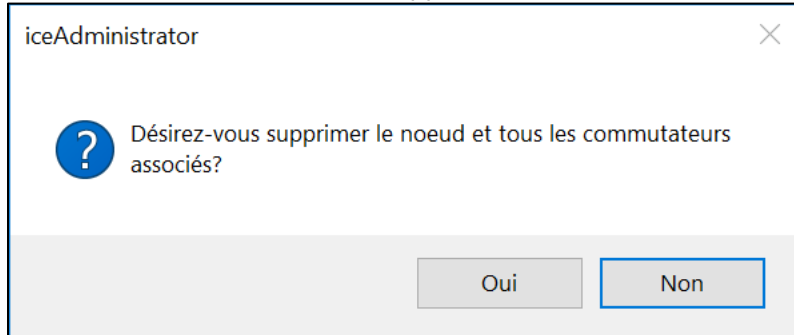 iceAdministrator
Désirez-vous supprimer le noeud et tous les commutateurs
associés?
Oui
Non